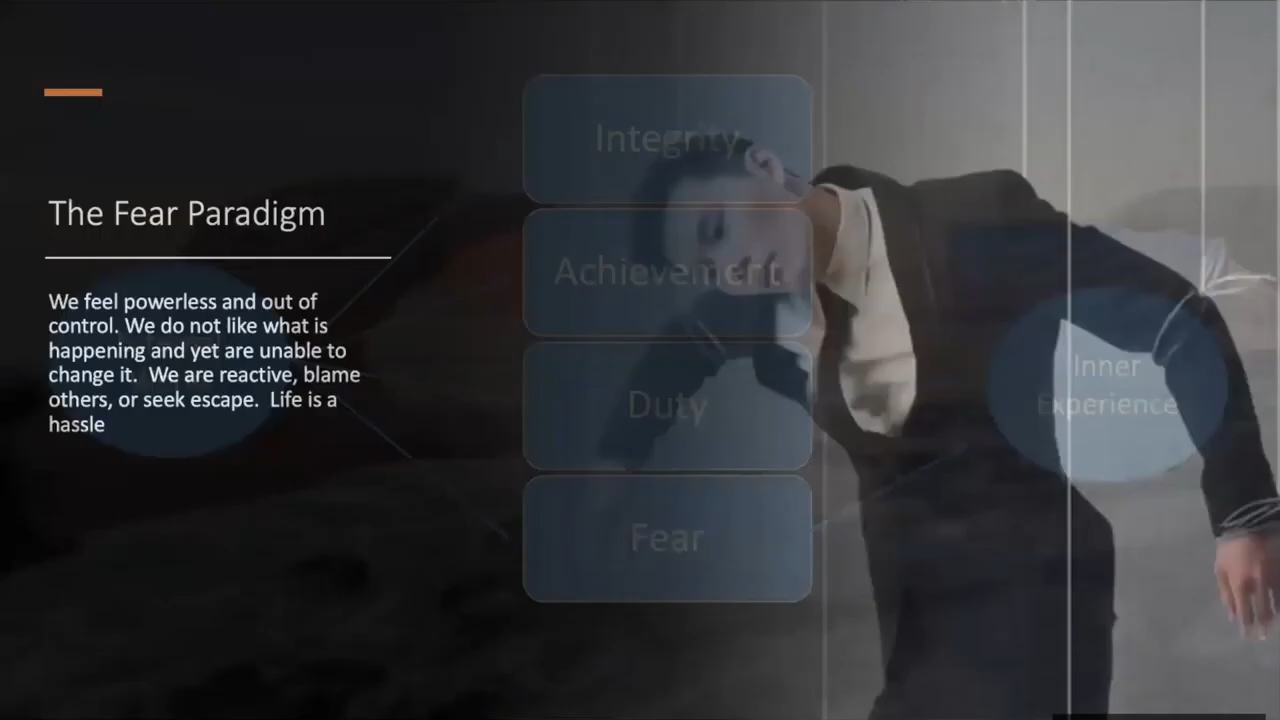 The Fear Paradigm
We feel powerless and out of
control. We do not like what is
happening and yet are unable to
change it.  We are reactive, blame
others, or seek escape.  Life is a
hassle
Integrity
Achievement
Duty
Fear
Inner
Experience